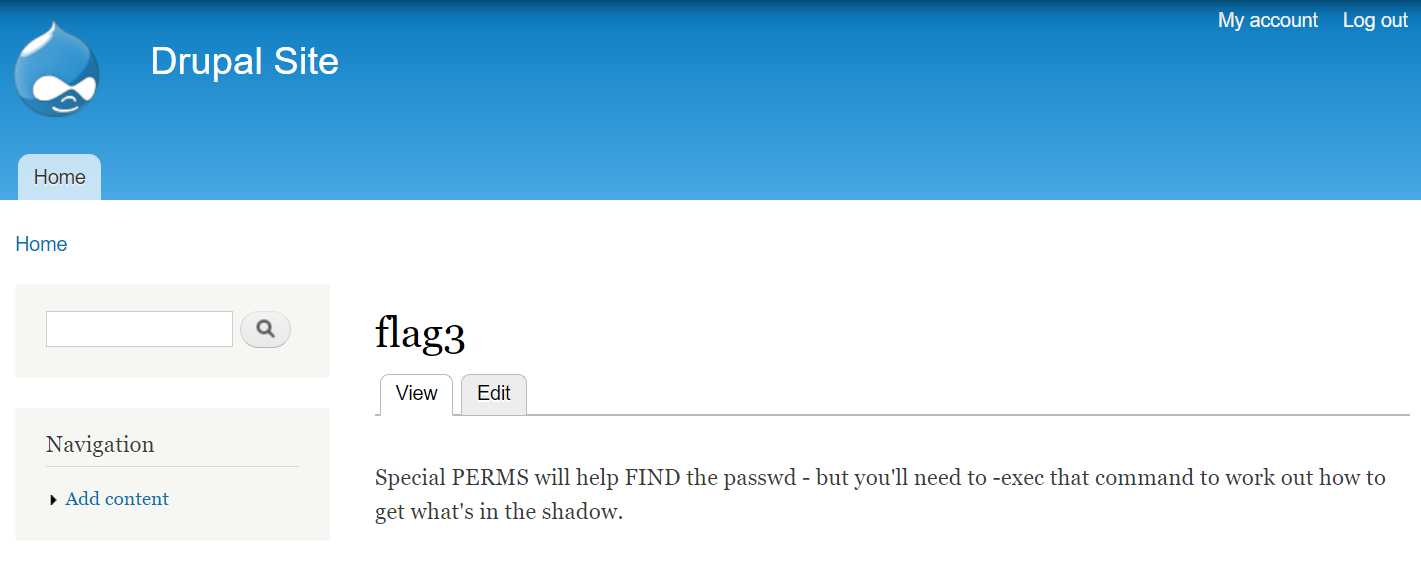 My account Log out
Drupal Site
Home
Home
flag3
View Edit
Special PERMS will help FIND the passwd - but you'll need to -exec that command to work out how to
get what's in the shadow.
Navigation
Add content